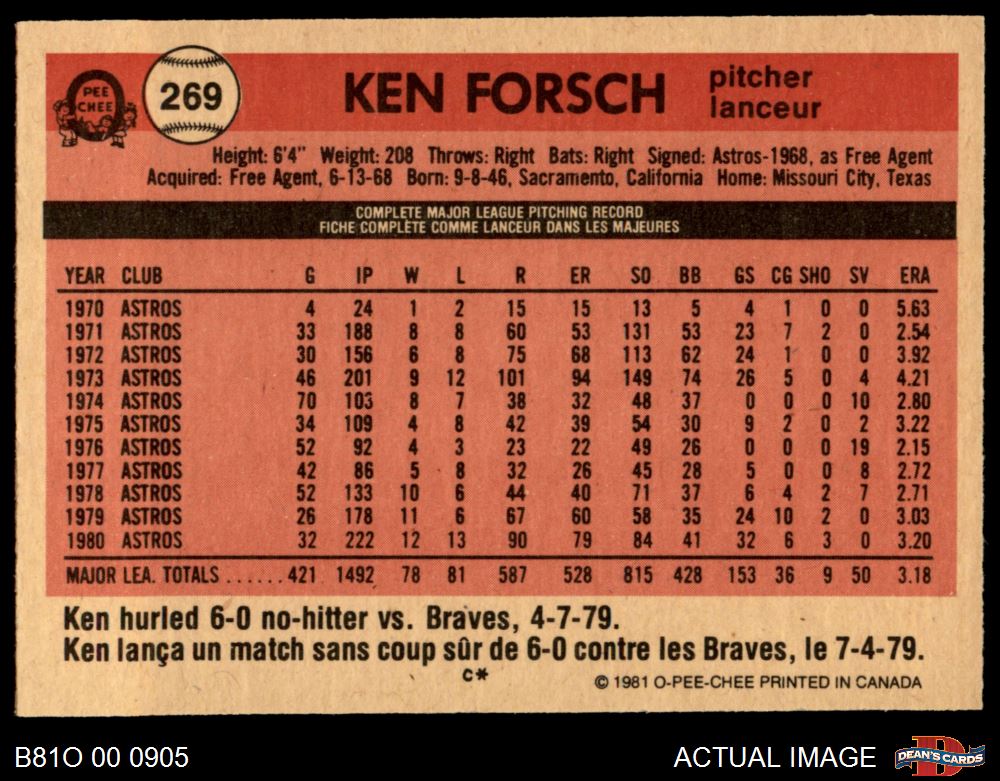 PEE
CHEE
269
KEN FORSCH
pitcher
lanceur
Height: 6'4" Weight: 208 Throws: Right Bats: Right Signed: Astros-1968, as Free Agent
Acquired: Free Agent, 6-13-68 Born: 9-8-46, Sacramento, California Home: Missouri City, Texas
COMPLETE MAJOR LEAGUE PITCHING RECORD
FICHE COMPLÈTE COMME LANCEUR DANS LES MAJEURES
YEAR CLUB G IP W L R ER SO BB GS CG SHO SV ERA
1970 ASTROS 4 24 1 2 15 15 13 5 4 1 0 0 5.63
1971 ASTROS 33 188 8 8 60 53 131 53 23 7 2 0 2.54
1972 ASTROS 30 156 6 8 75 68 113 62 24 1 0 0 3.92
1973 ASTROS 46 201 9 12 101 94 149 74 26 5 0 4 4.21
1974 ASTROS 70 103 8 7 38 32 48 37 0 0 0 10 2.80
1975 ASTROS 34 109 4 8 42 39 54 30 9 2 0 2 3.22
1976 ASTROS 52 92 4 3 23 22 49 26 0 0 0 19 2.15
1977 ASTROS 42 86 5 8 32 26 45 28 5 0 0 8 2.72
1978 ASTROS 52 133 10 6 44 40 71 37 6 4 2 7 2.71
1979 ASTROS 26 178 11 6 67 60 58 35 24 10 2 0 3.03
1980 ASTROS 32 222 12 13 90 79 84 41 32 6 3 0 3.20
MAJOR LEA. TOTALS ...... 421 1492 78 81 587 528 815 428 153 36 9 50 3.18
Ken hurled 6-0 no-hitter vs. Braves, 4-7-79.
Ken lança un match sans coup sûr de 6-0 contre les Braves, le 7-4-79.
C*
© 1981 O-PEE-CHEE PRINTED IN CANADA
B81O 00 0905
ACTUAL IMAGE
D
DEAN'S CARDS